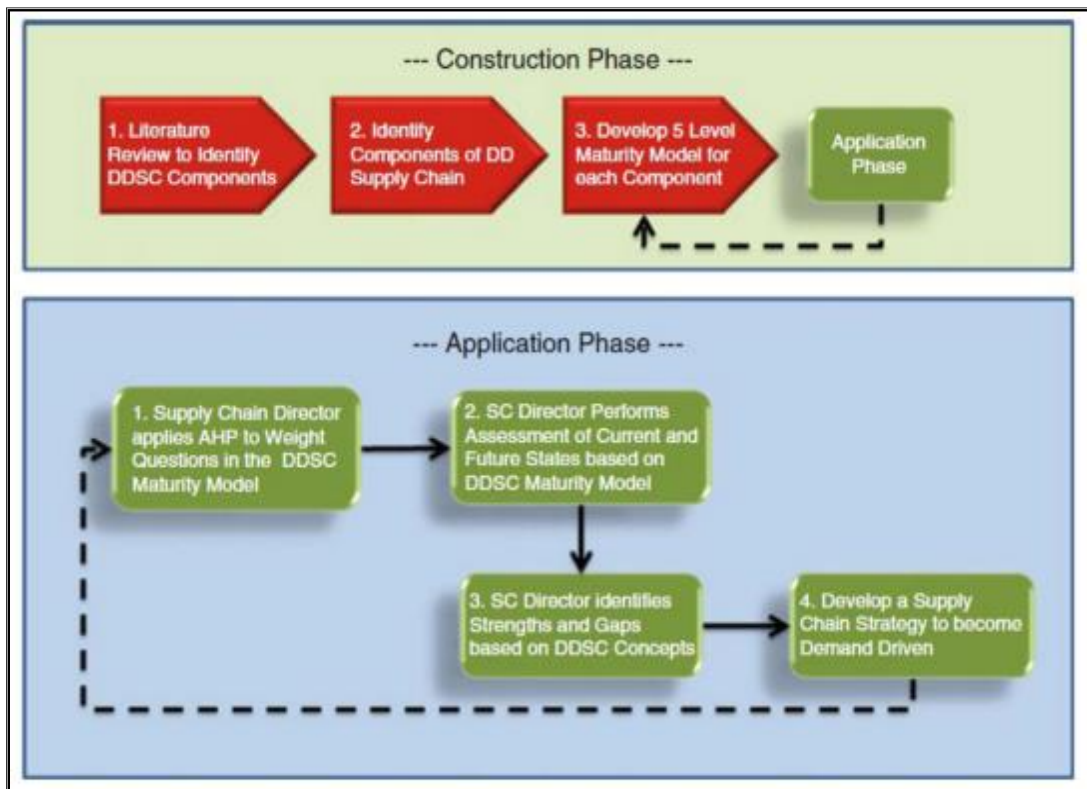 --- Construction Phase ---
1. Literature
Review to Identify
DDSC Components
2. Identify
Components of DD
Supply Chain
3. Develop 5 Level
Maturity Model for
each Component
Application
Phase
--- Application Phase ---
1. Supply Chain Director
applies AHP to Weight
Questions in the DDSC
Maturity Model
2. SC Director Performs
Assessment of Current and
Future States based on
DDSC Maturity Model
3. SC Director identifies
Strengths and Gaps
based on DDSC Concepts
4. Develop a Supply
Chain Strategy to become
Demand Driven